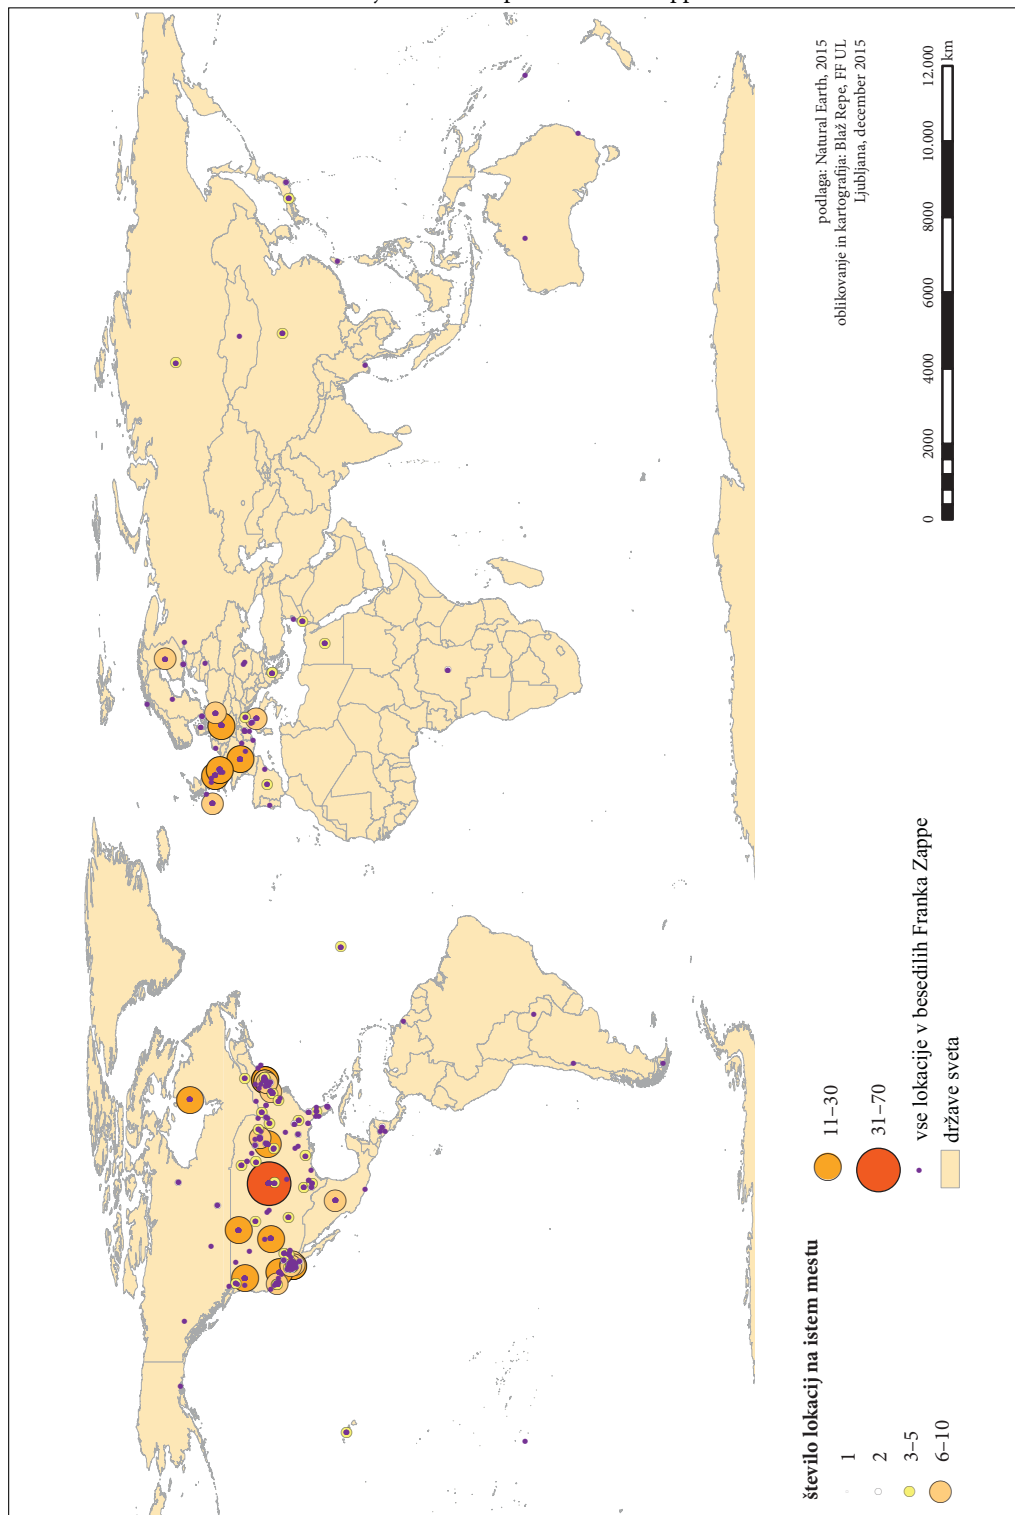 podlaga: Natural Earth, 2015
oblikovanje in kartografija: Blaž Repe, FF UL
Ljubljana, december 2015
0 2000 4000 6000 8000 10.000 12.000
km
število lokacij na istem mestu
1
2
3–5
6–10
11–30
31–70
vse lokacije v besedilih Franka Zappe
države sveta